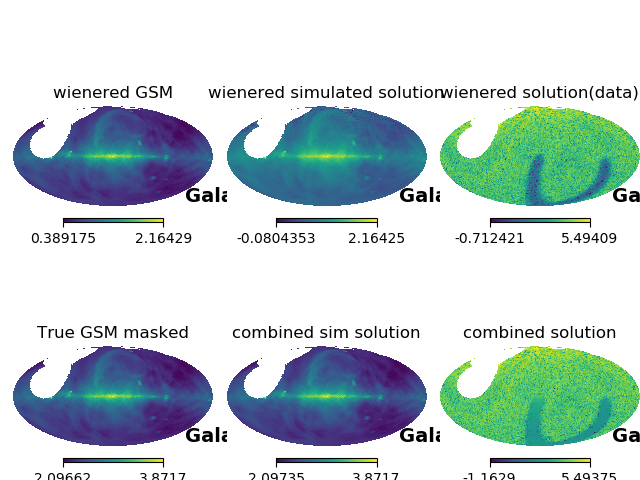 wienered GSM
wienered simulated solution
wienered solution(data)
Gala
Gala
Ga
0.389175 2.16429
-0.0804353 2.16425
-0.712421 5.49409
True GSM masked
combined sim solution
combined solution
Gala
Gala
Ga
2.09662 3.8717
2.09735 3.8717
-1.1629 5.49375